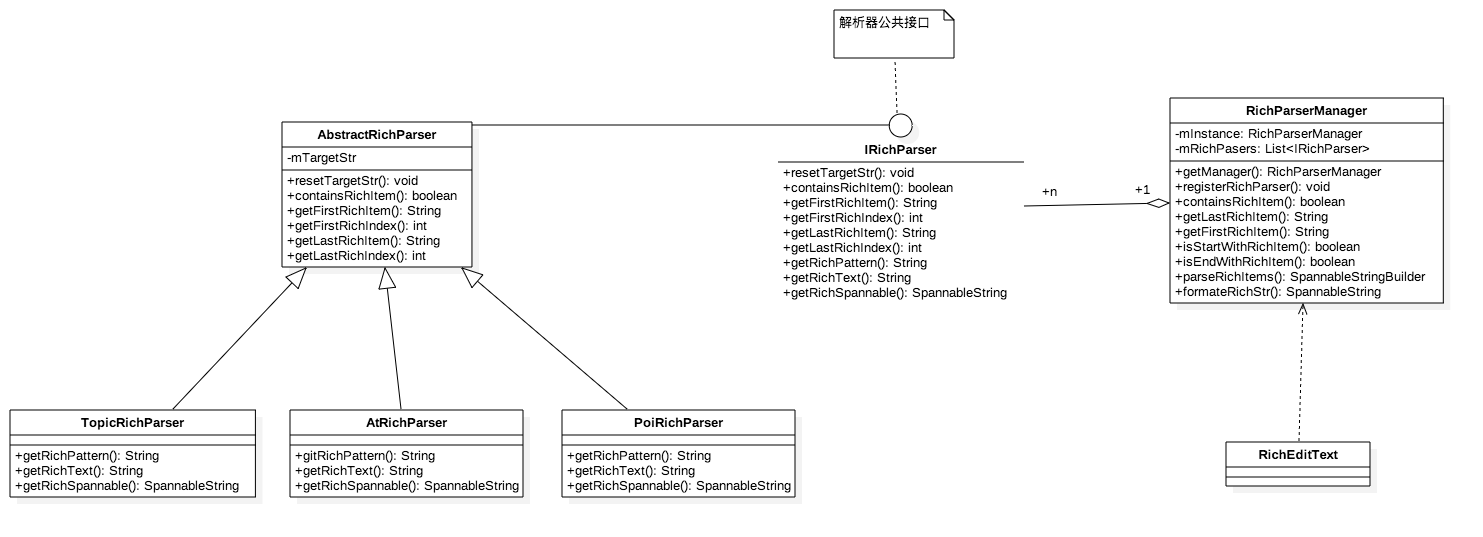 解析器公共接口
AbstractRichParser
-mTargetStr
+resetTargetStr(): void
+containsRichItem(): boolean
+getFirstRichItem(): String
+getFirstRichIndex(): int
+getLastRichItem(): String
+getLastRichIndex(): int
IRichParser
+resetTargetStr(): void
+containsRichItem(): boolean
+getFirstRichItem(): String
+getFirstRichIndex(): int
+getLastRichItem(): String
+getLastRichIndex(): int
+getRichPattern(): String
+getRichText(): String
+getRichSpannable(): SpannableString
+n
+1
RichParserManager
-mInstance: RichParserManager
-mRichPasers: List<IRichParser>
+getManager(): RichParserManager
+registerRichParser(): void
+containsRichItem(): boolean
+getLastRichItem(): String
+getFirstRichItem(): String
+isStartWithRichItem(): boolean
+isEndWithRichItem(): boolean
+parseRichItems(): SpannableStringBuilder
+formateRichStr(): SpannableString
TopicRichParser
+getRichPattern(): String
+getRichText(): String
+getRichSpannable(): SpannableString
AtRichParser
+gitRichPattern(): String
+getRichText(): String
+getRichSpannable(): SpannableString
PoiRichParser
+getRichPattern(): String
+getRichText(): String
+getRichSpannable(): SpannableString
RichEditText